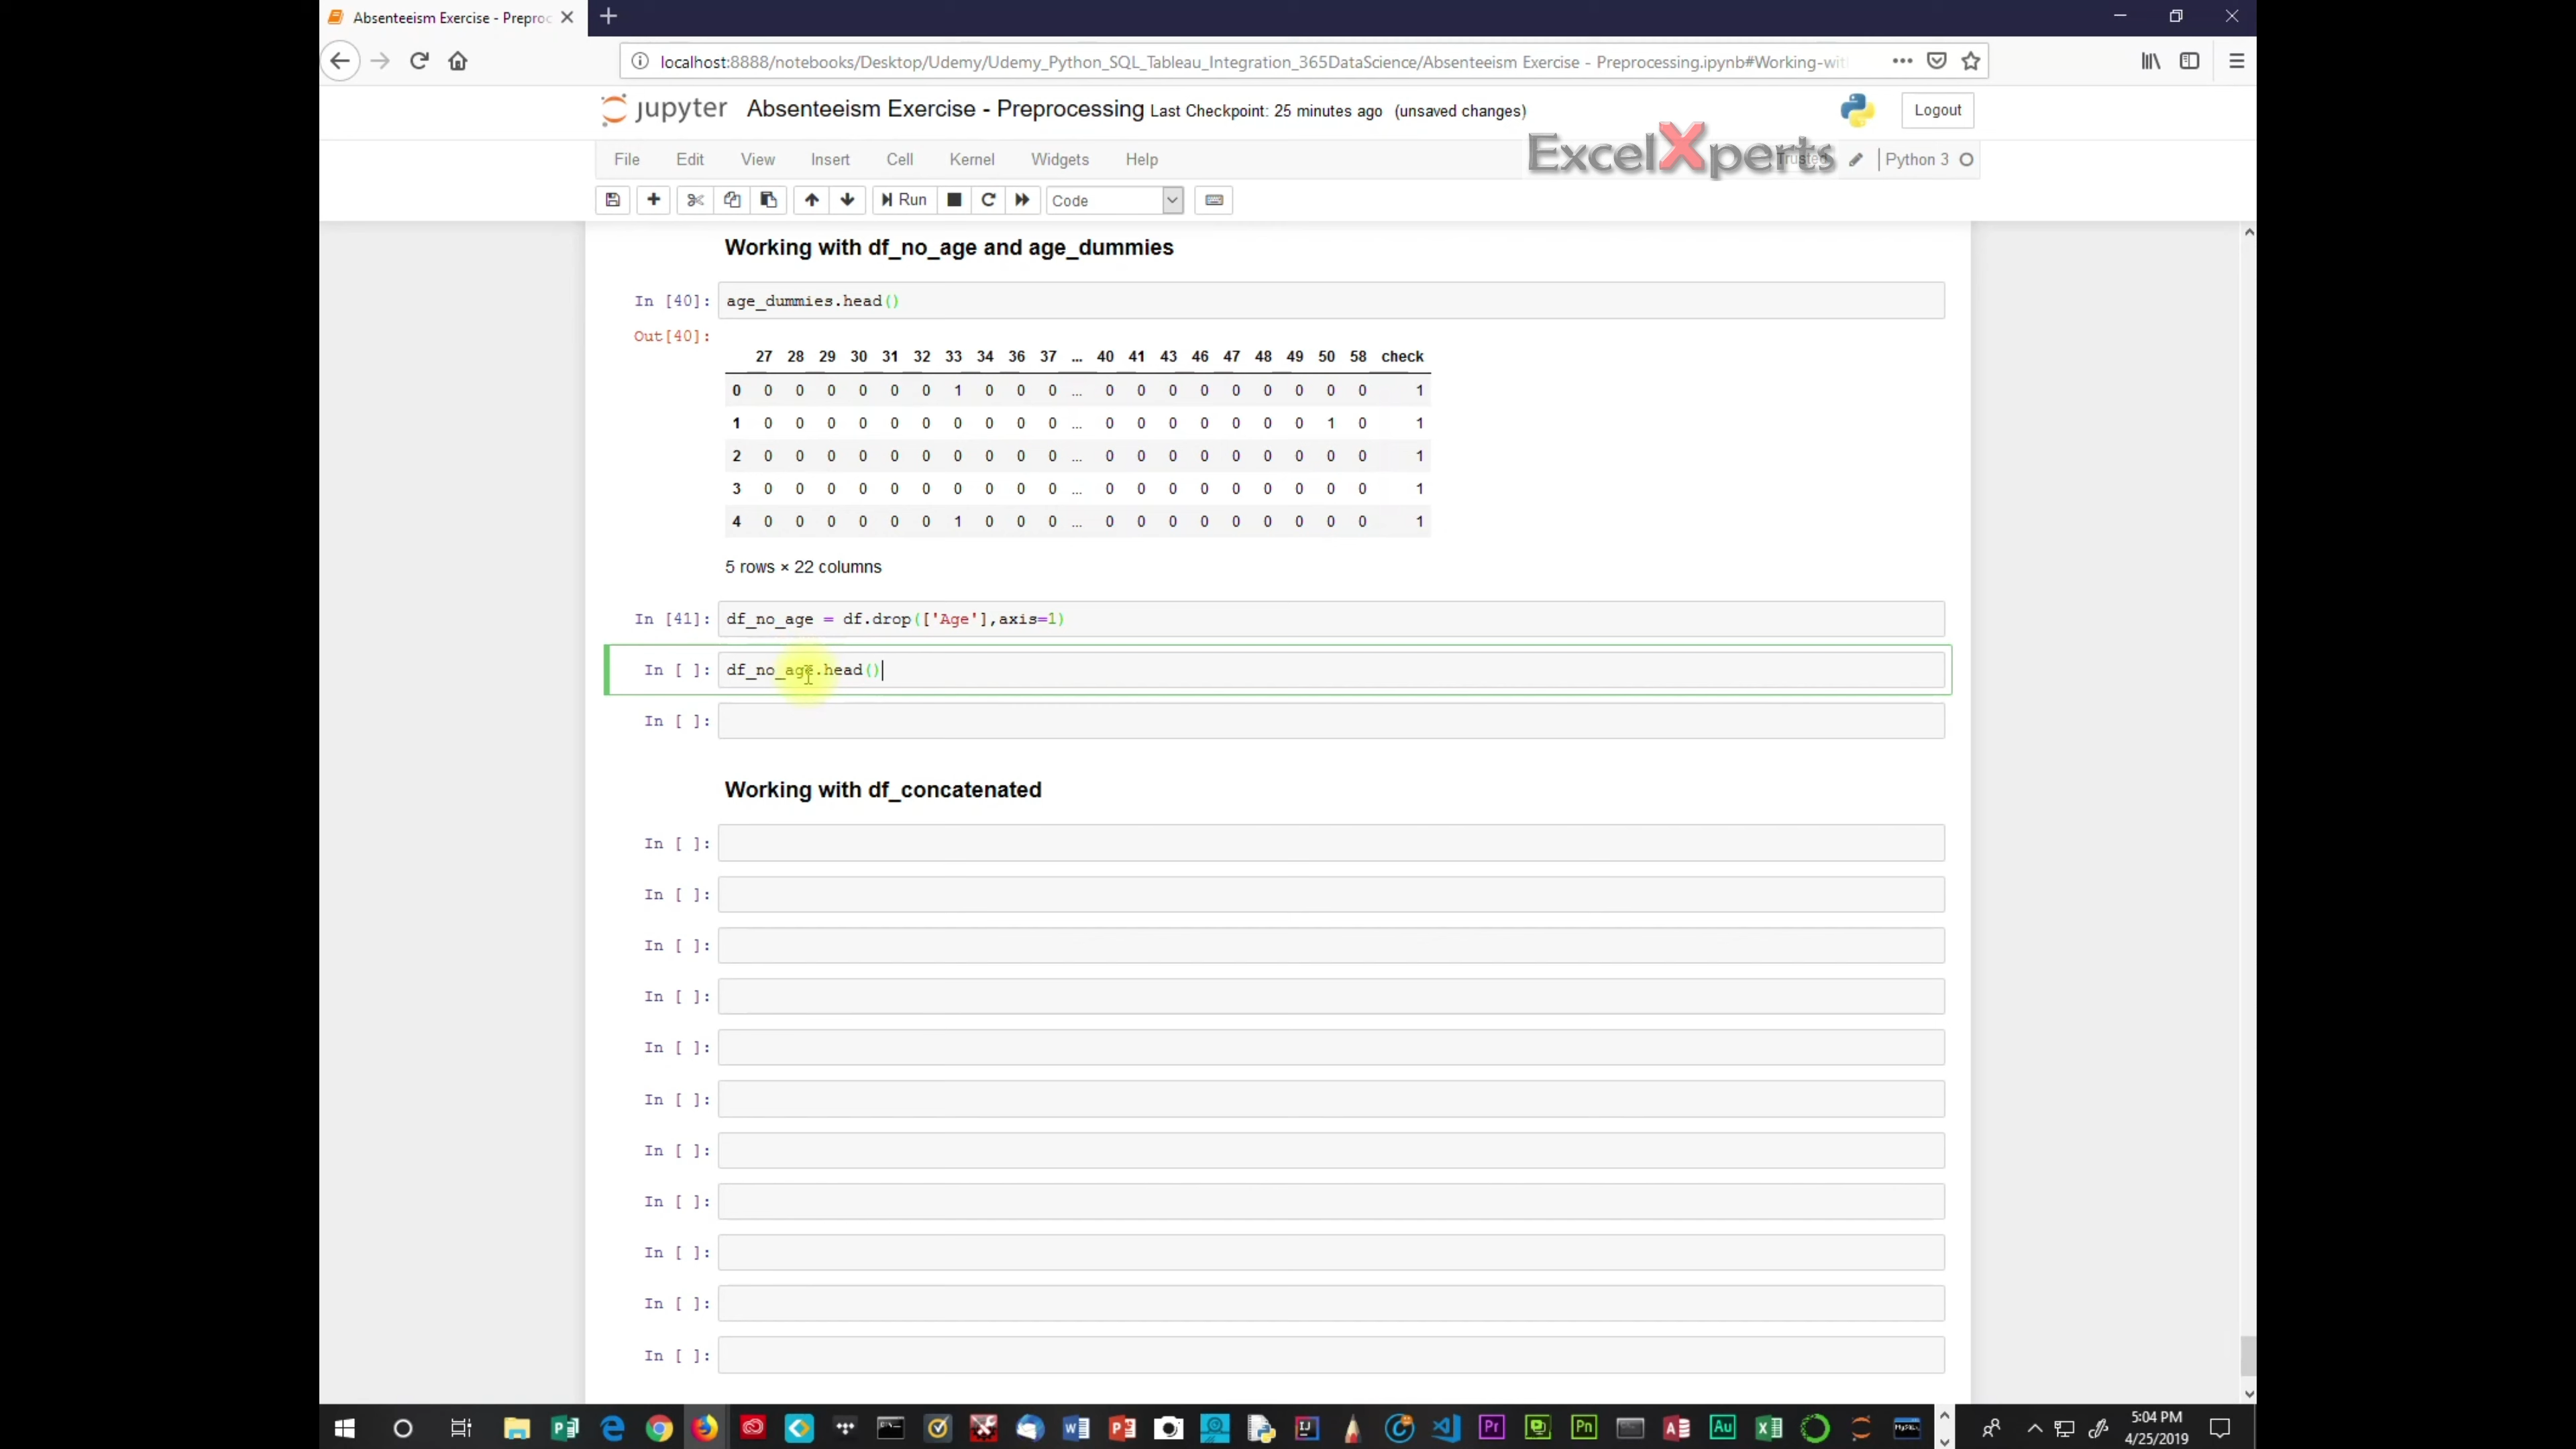 Absenteeism Exercise - Preproc
localhost:8888/notebooks/Desktop/Udemy/Udemy_Python_SQL_Tableau_Integration_365DataScience/Absenteeism Exercise - Preprocessing.ipynb#Working-wit
jupyter Absenteeism Exercise - Preprocessing Last Checkpoint: 25 minutes ago (unsaved changes) Logout
ExcelXperts
File Edit View Insert Cell Kernel Widgets Help Trusted Python 3
Run Code
Working with df_no_age and age_dummies
In [40]: age_dummies.head()
Out[40]:
27 28 29 30 31 32 33 34 36 37 ... 40 41 43 46 47 48 49 50 58 check
0 0 0 0 0 0 0 1 0 0 0 ... 0 0 0 0 0 0 0 0 0 1
1 0 0 0 0 0 0 0 0 0 0 ... 0 0 0 0 0 0 0 1 0 1
2 0 0 0 0 0 0 0 0 0 0 ... 0 0 0 0 0 0 0 0 0 1
3 0 0 0 0 0 0 0 0 0 0 ... 0 0 0 0 0 0 0 0 0 1
4 0 0 0 0 0 0 1 0 0 0 ... 0 0 0 0 0 0 0 0 0 1
5 rows × 22 columns
In [41]: df_no_age = df.drop(['Age'],axis=1)
In [ ]: df_no_age.head()
In [ ]:
Working with df_concatenated
In [ ]:
In [ ]:
In [ ]:
In [ ]:
In [ ]:
In [ ]:
In [ ]:
In [ ]:
In [ ]:
In [ ]:
In [ ]:
5:04 PM
4/25/2019